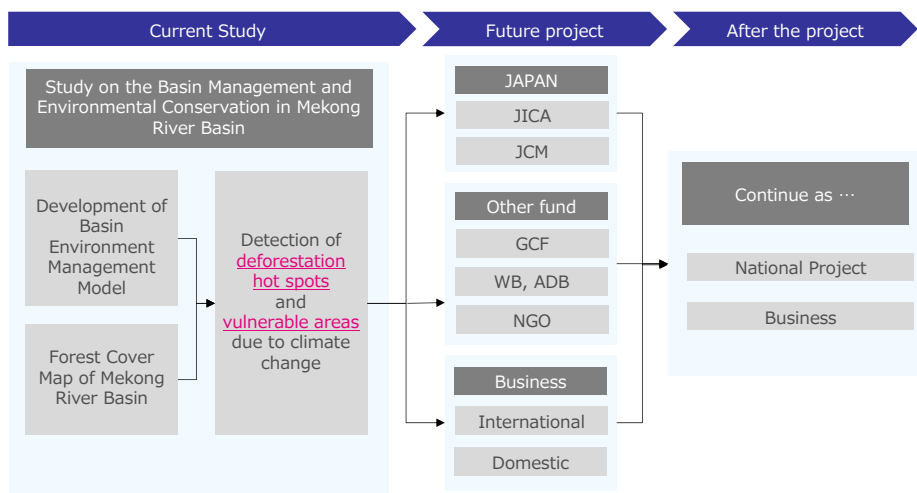 Current Study
Future project
After the project
Study on the Basin Management and
Environmental Conservation in Mekong
River Basin
Development of
Basin
Environment
Management
Model
Forest Cover
Map of Mekong
River Basin
Detection of
deforestation
hot spots
and
vulnerable areas
due to climate
change
JAPAN
JICA
JCM
Other fund
GCF
WB, ADB
NGO
Business
International
Domestic
Continue as …
National Project
Business